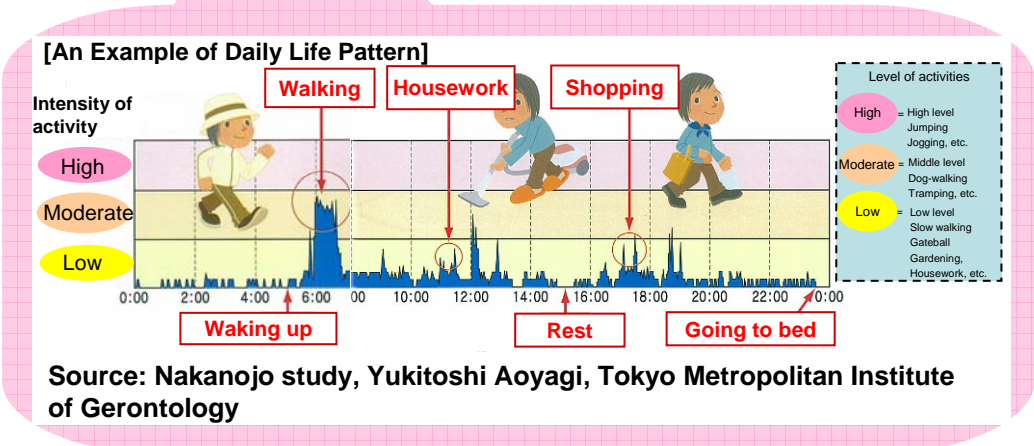 [An Example of Daily Life Pattern]
Intensity of
activity
Walking
Housework
Shopping
High
Moderate
Low
0:00 2:00 4:00 6:00 00 10:00 12:00 14:00 16:00 18:00 20:00 22:00 0:00
Waking up
Rest
Going to bed
Level of activities
High = High level
Jumping
Jogging, etc.
Moderate = Middle level
Dog-walking
Tramping, etc.
Low = Low level
Slow walking
Gateball
Gardening,
Housework, etc.
Source: Nakanojo study, Yukitoshi Aoyagi, Tokyo Metropolitan Institute
of Gerontology